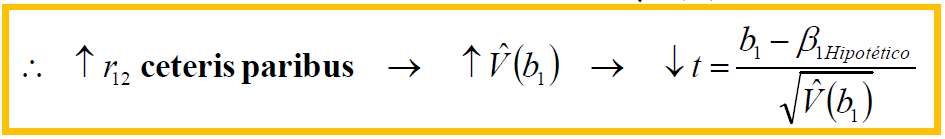 ∴ ↑ r₁₂ ceteris paribus → ↑ V̂(b₁) → ↓ t = (b₁ − β₁Hipotético) / √V̂(b₁)